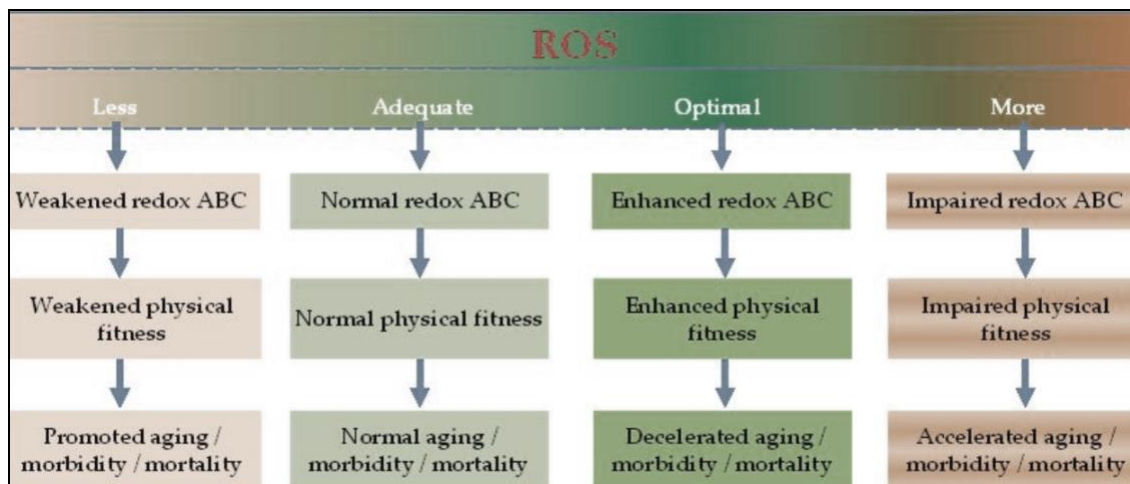 ROS
Less
Adequate
Optimal
More
Weakened redox ABC
Normal redox ABC
Enhanced redox ABC
Impaired redox ABC
Weakened physical
fitness
Normal physical fitness
Enhanced physical
fitness
Impaired physical
fitness
Promoted aging /
morbidity / mortality
Normal aging /
morbidity / mortality
Decelerated aging /
morbidity / mortality
Accelerated aging /
morbidity / mortality